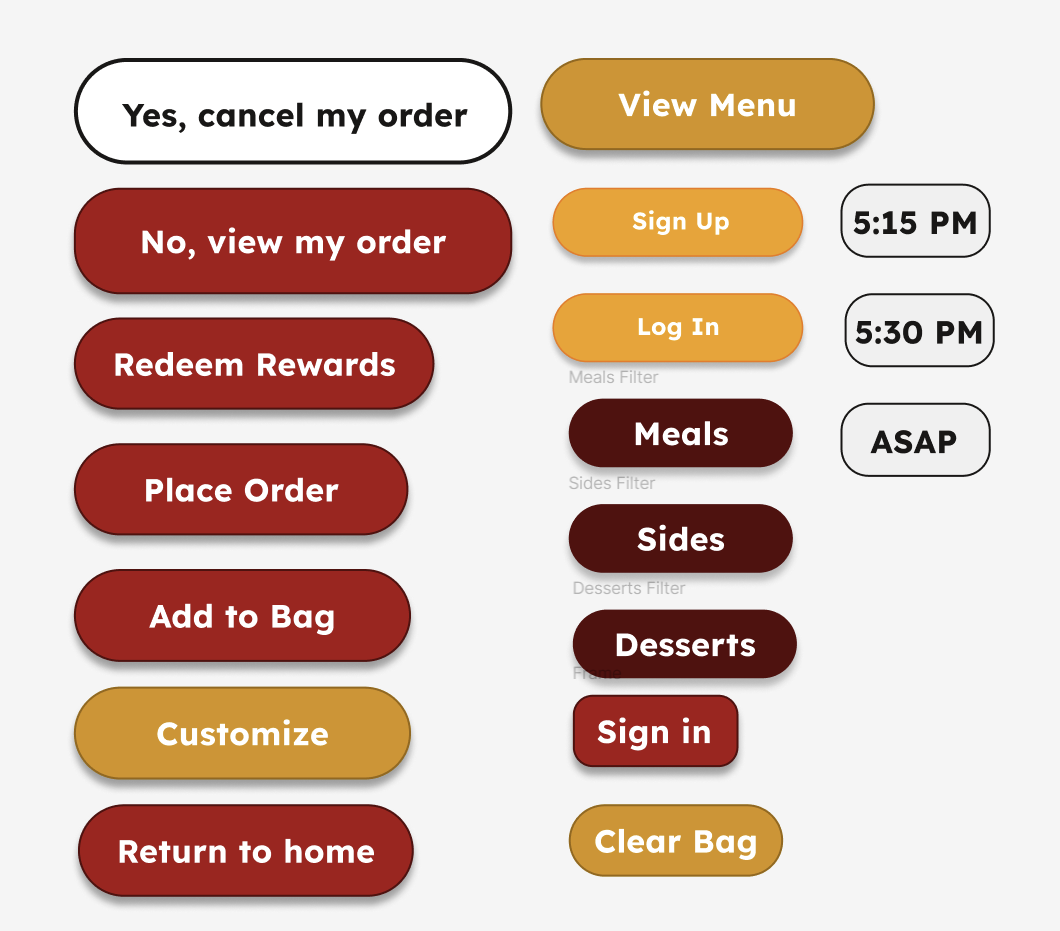 Yes, cancel my order
No, view my order
Redeem Rewards
Place Order
Add to Bag
Customize
Return to home
View Menu
Sign Up
Log In
Meals Filter
Meals
Sides Filter
Sides
Desserts Filter
Desserts
Frame
Sign in
Clear Bag
5:15 PM
5:30 PM
ASAP